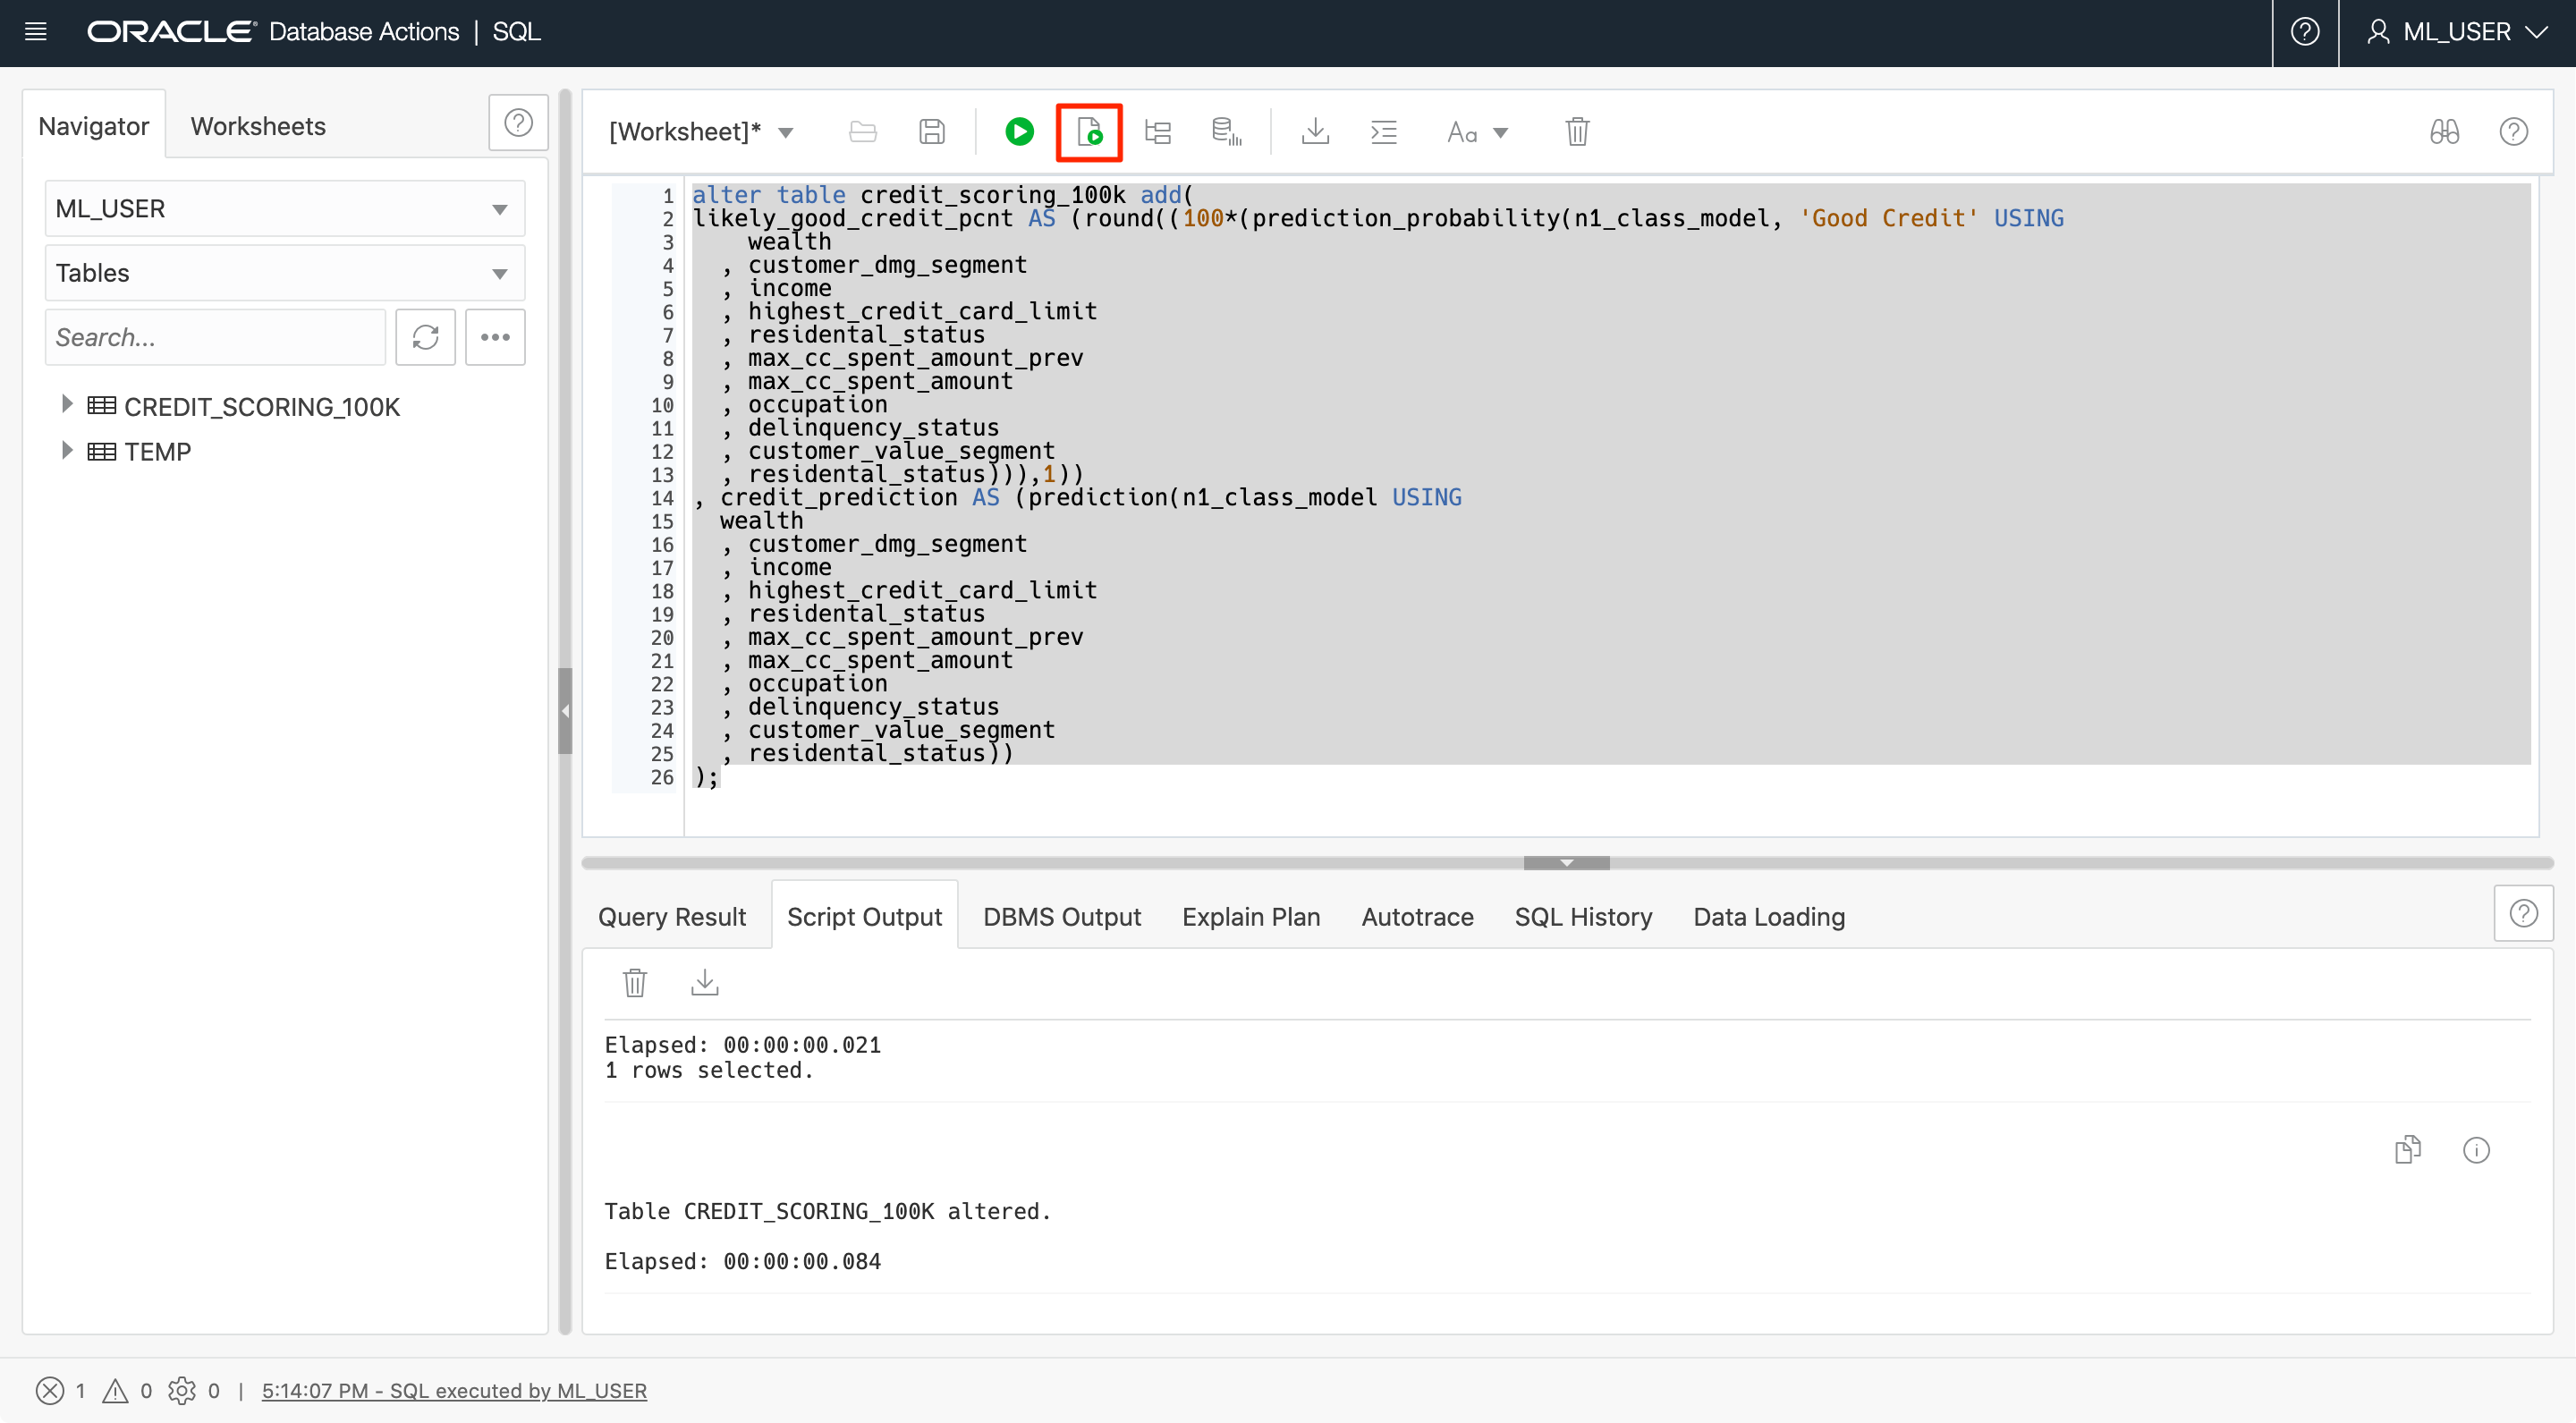 ORACLE Database Actions | SQL
ML_USER
Navigator
Worksheets
ML_USER
Tables
Search...
CREDIT_SCORING_100K
TEMP
[Worksheet]*
Aa
1 alter table credit_scoring_100k add(
2 likely_good_credit_pcnt AS (round((100*(prediction_probability(n1_class_model, 'Good Credit' USING
3 wealth
4 , customer_dmg_segment
5 , income
6 , highest_credit_card_limit
7 , residental_status
8 , max_cc_spent_amount_prev
9 , max_cc_spent_amount
10 , occupation
11 , delinquency_status
12 , customer_value_segment
13 , residental_status))),1))
14 , credit_prediction AS (prediction(n1_class_model USING
15 wealth
16 , customer_dmg_segment
17 , income
18 , highest_credit_card_limit
19 , residental_status
20 , max_cc_spent_amount_prev
21 , max_cc_spent_amount
22 , occupation
23 , delinquency_status
24 , customer_value_segment
25 , residental_status))
26 );
Query Result Script Output DBMS Output Explain Plan Autotrace SQL History Data Loading
Elapsed: 00:00:00.021
1 rows selected.
Table CREDIT_SCORING_100K altered.
Elapsed: 00:00:00.084
1 0 0 | 5:14:07 PM - SQL executed by ML_USER